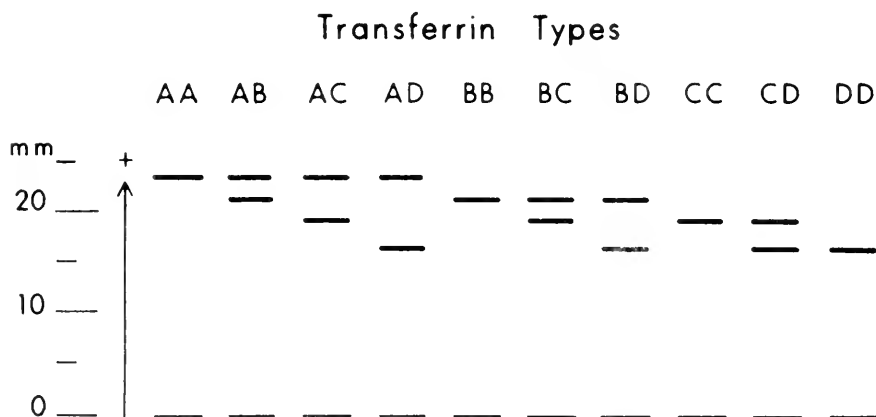 Transferrin Types
AA AB AC AD BB BC BD CC CD DD
mm
+
20
10
0